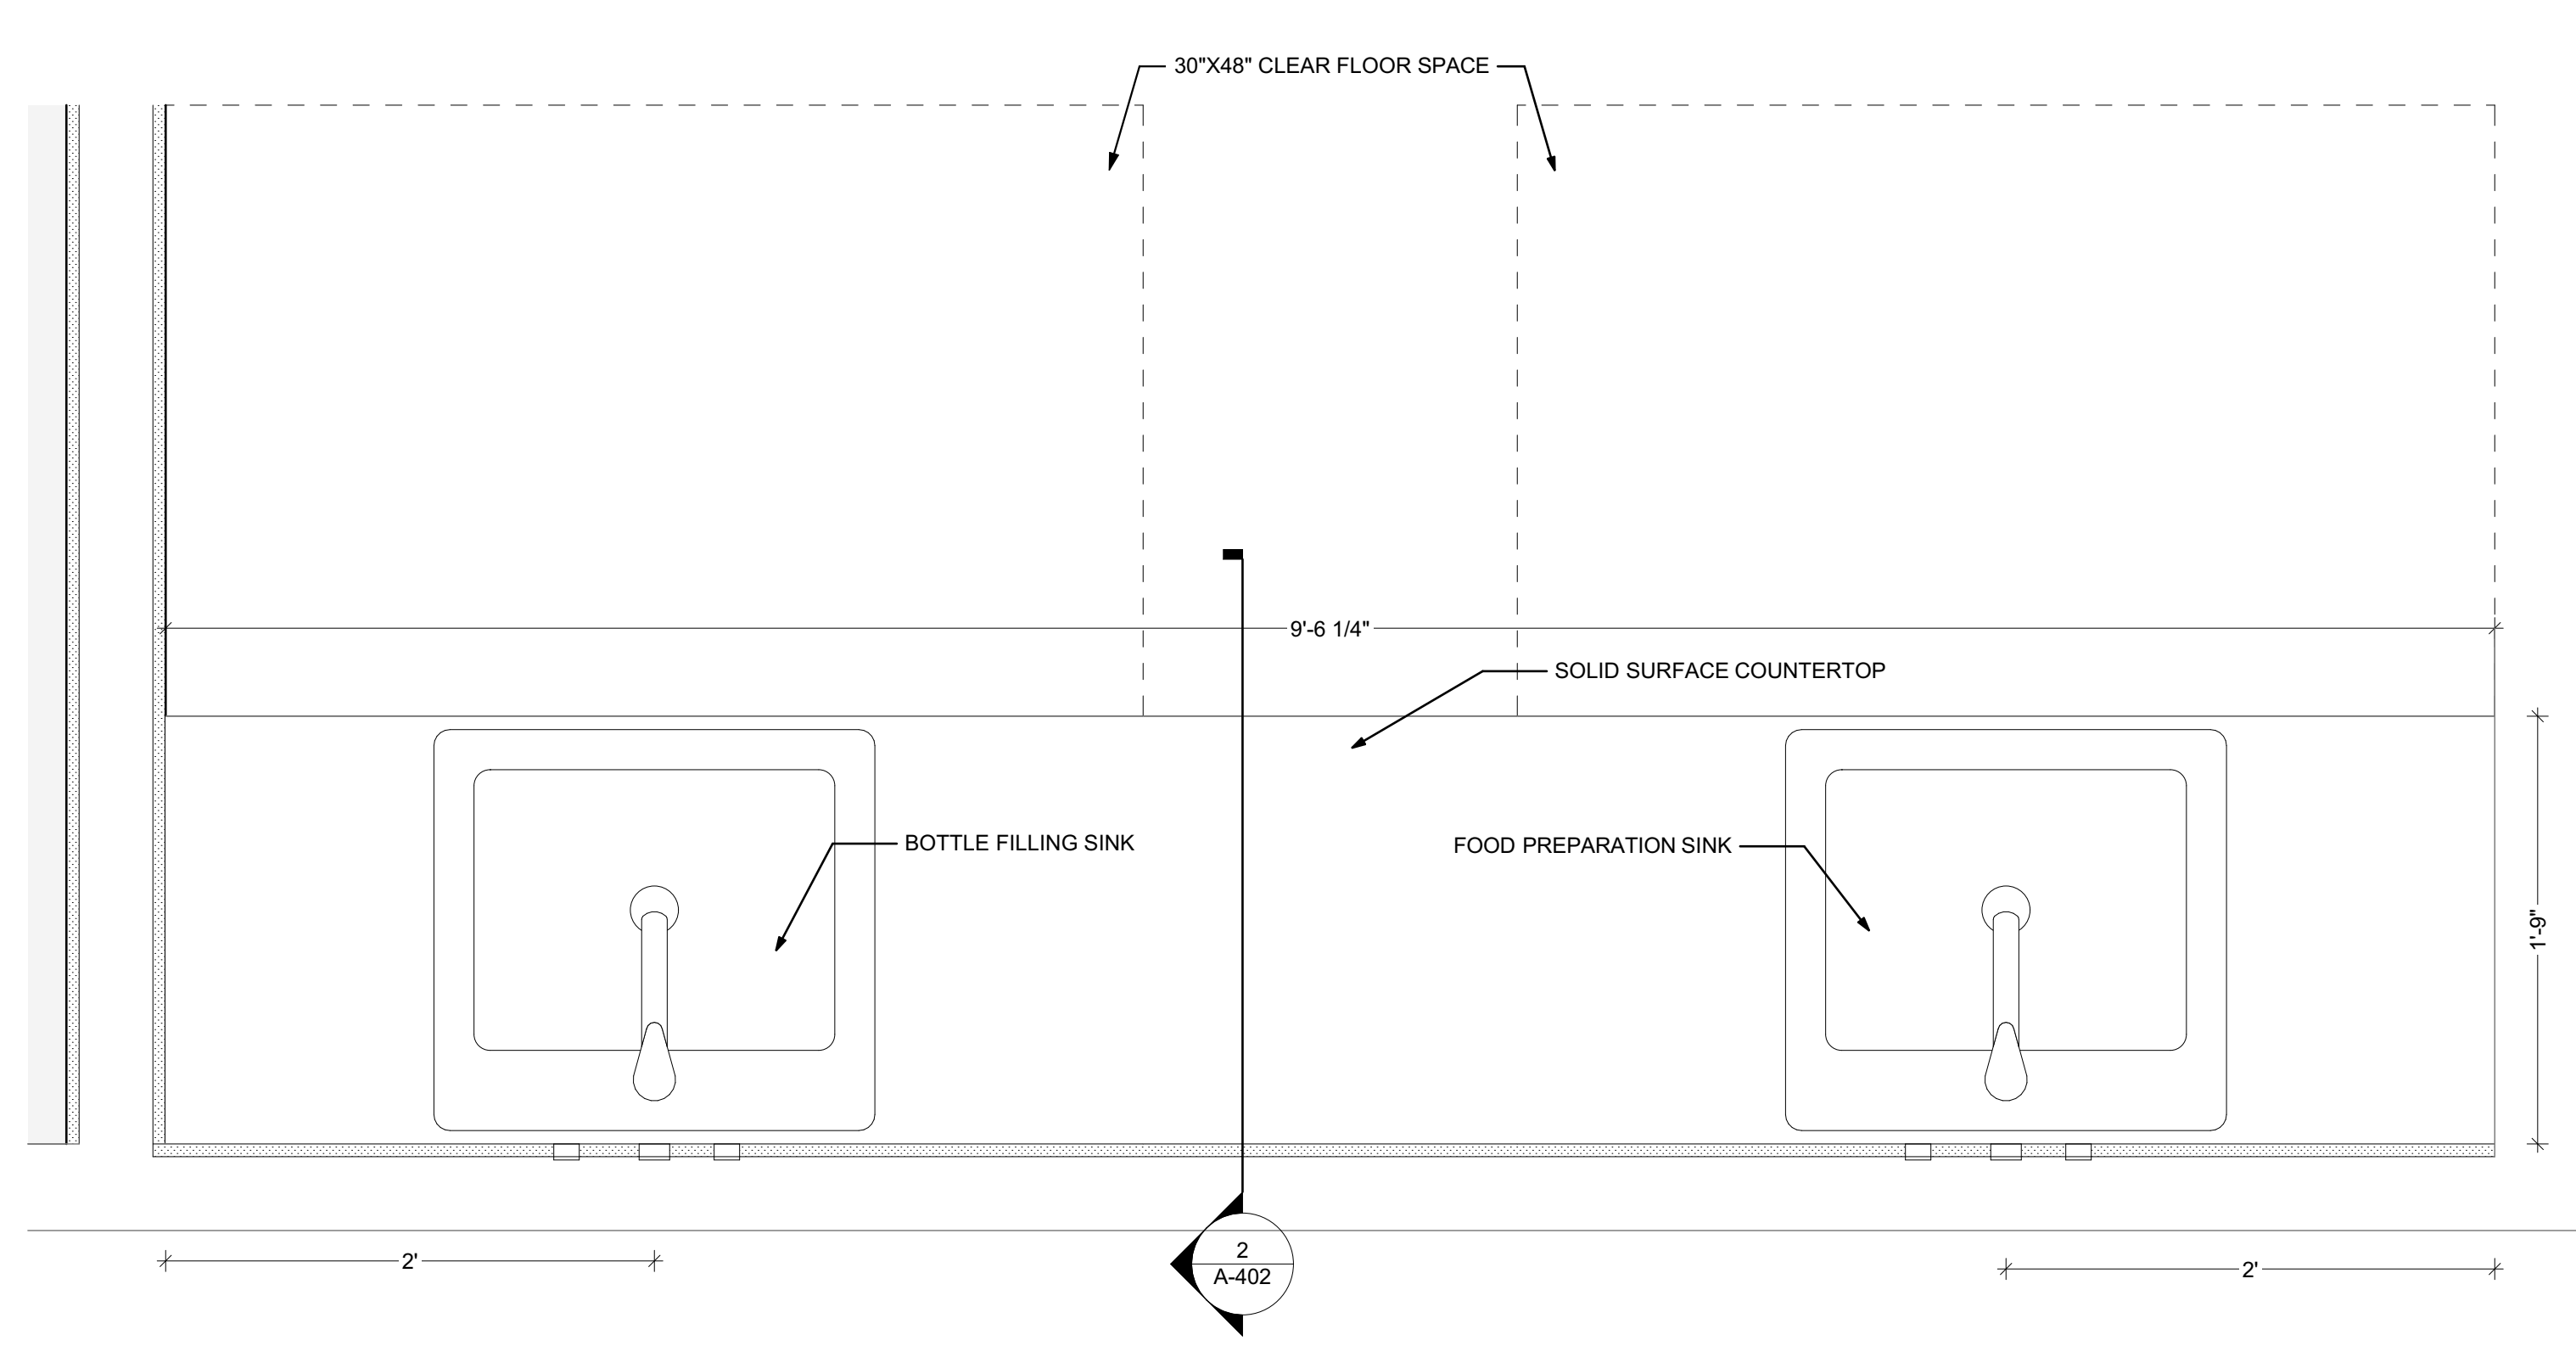 30"X48" CLEAR FLOOR SPACE
9'-6 1/4"
SOLID SURFACE COUNTERTOP
BOTTLE FILLING SINK
FOOD PREPARATION SINK
1'-9"
2
A-402
2'
2'